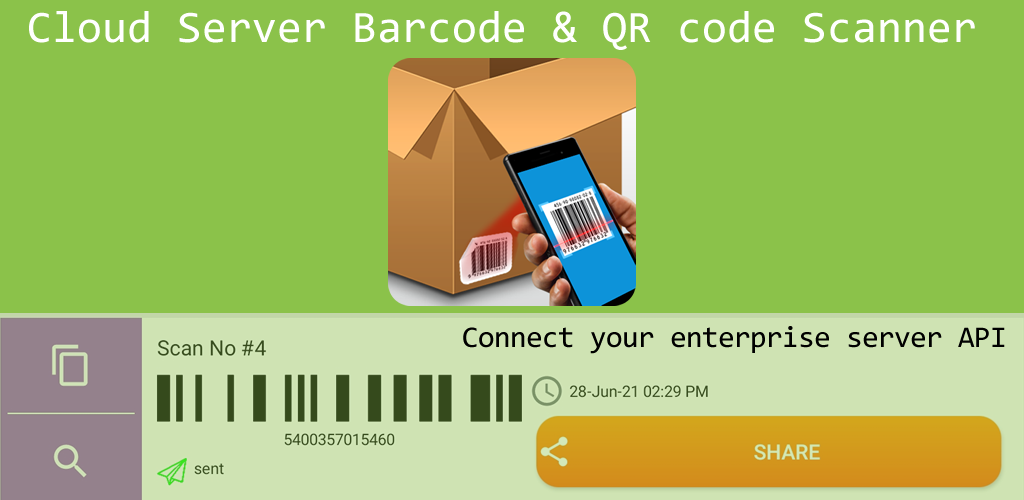 Cloud Server Barcode & QR code Scanner
Connect your enterprise server API
Scan No #4
28-Jun-21 02:29 PM
5400357015460
SHARE
sent